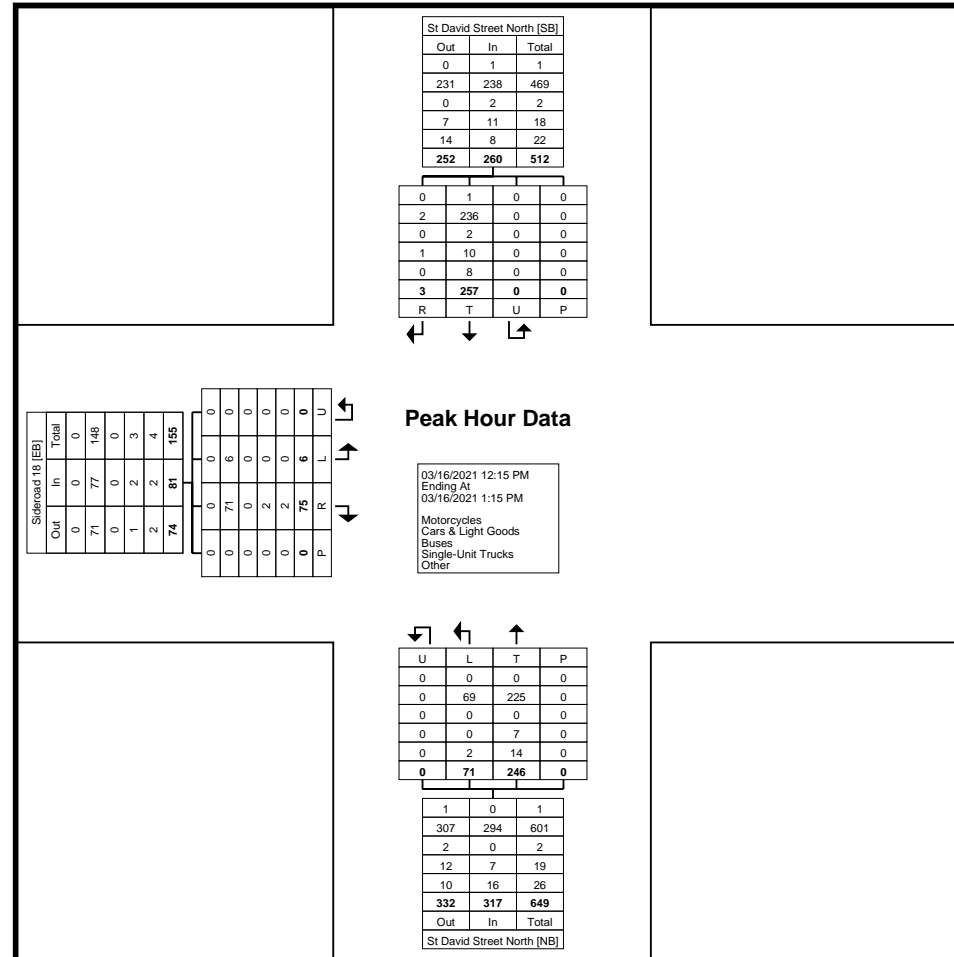 St David Street North [SB]
Out In Total
0 1 1
231 238 469
0 2 2
7 11 18
14 8 22
252 260 512
0 1 0 0
2 236 0 0
0 2 0 0
1 10 0 0
0 8 0 0
3 257 0 0
R T U P
Sideroad 18 [EB]
Out In Total
0 0 0
71 77 148
0 0 0
1 2 3
2 2 4
74 81 155
0 0 0 0
0 71 6 0
0 0 0 0
0 2 0 0
0 2 0 0
0 75 6 0
P R L U
Peak Hour Data
03/16/2021 12:15 PM
Ending At
03/16/2021 1:15 PM
Motorcycles
Cars & Light Goods
Buses
Single-Unit Trucks
Other
U L T P
0 0 0 0
0 69 225 0
0 0 0 0
0 0 7 0
0 2 14 0
0 71 246 0
1 0 1
307 294 601
2 0 2
12 7 19
10 16 26
332 317 649
Out In Total
St David Street North [NB]